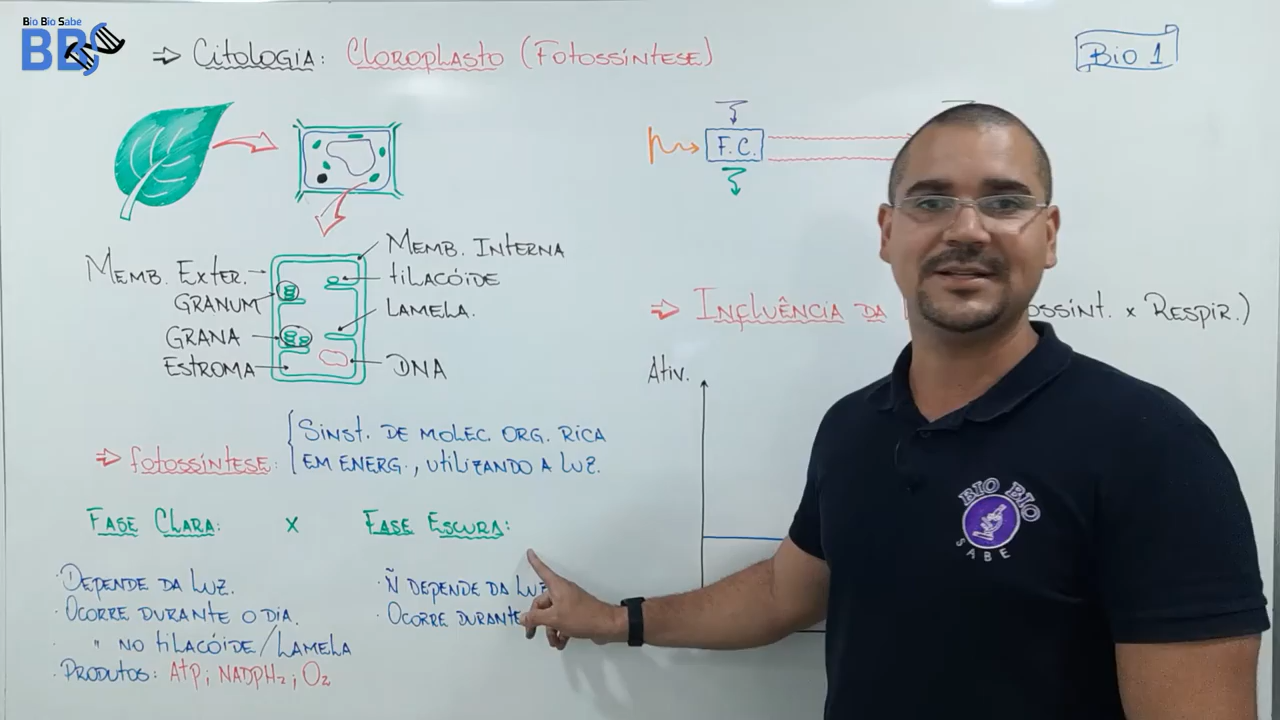 Bio Bio Sabe
BBS
⇒ Citologia: Cloroplasto (Fotossíntese)
Bio 1
F.C.
Memb. Interna
Memb. Exter.
tilacóide
Granum
Lamela.
Grana
Estroma
DNA
⇒ Influência da
ossínt. x Respir.)
Ativ.
⇒ fotossíntese: Sinst. de molec. org. rica
em energ., utilizando a luz.
Fase Clara: x Fase Escura:
· Depende da Luz.
· Ñ depende da Luz
· Ocorre durante o dia.
· Ocorre durante
· " no tilacóide/Lamela
· Produtos: Atp; NADPH₂; O₂
BIO BIO
SABE